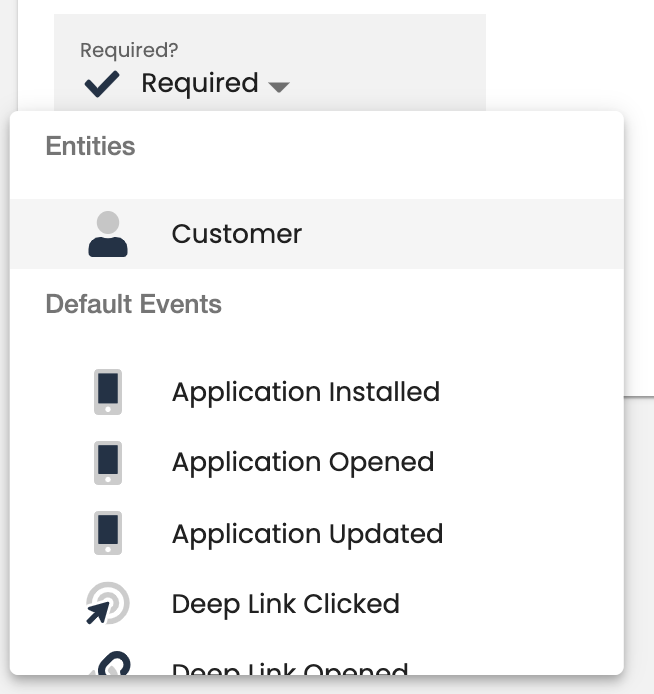 Required?
Required
Entities
Customer
Default Events
Application Installed
Application Opened
Application Updated
Deep Link Clicked
Deep Link Opened